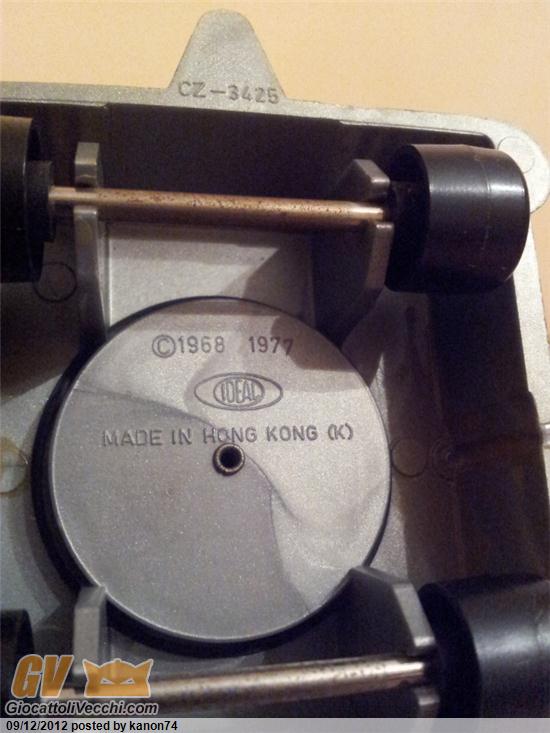 CZ-3425
©1968 1977
IDEAL
MADE IN HONG KONG (K)
GV
GiocattoliVecchi.com
09/12/2012 posted by kanon74